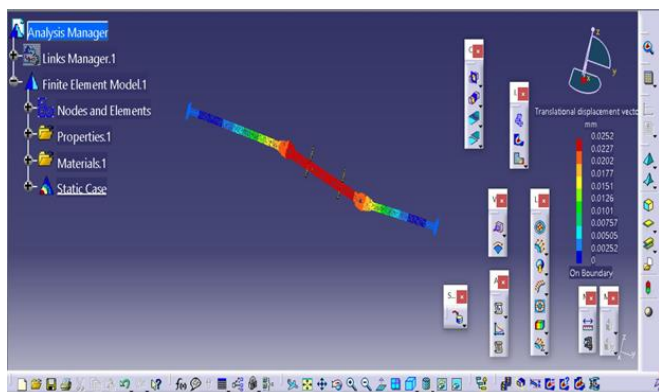 Analysis Manager
Links Manager.1
Finite Element Model.1
Nodes and Elements
Properties.1
Materials.1
Static Case
Translational displacement vecto
mm
0.0252
0.0227
0.0202
0.0177
0.0151
0.0126
0.0101
0.00757
0.00505
0.00252
0
On Boundary